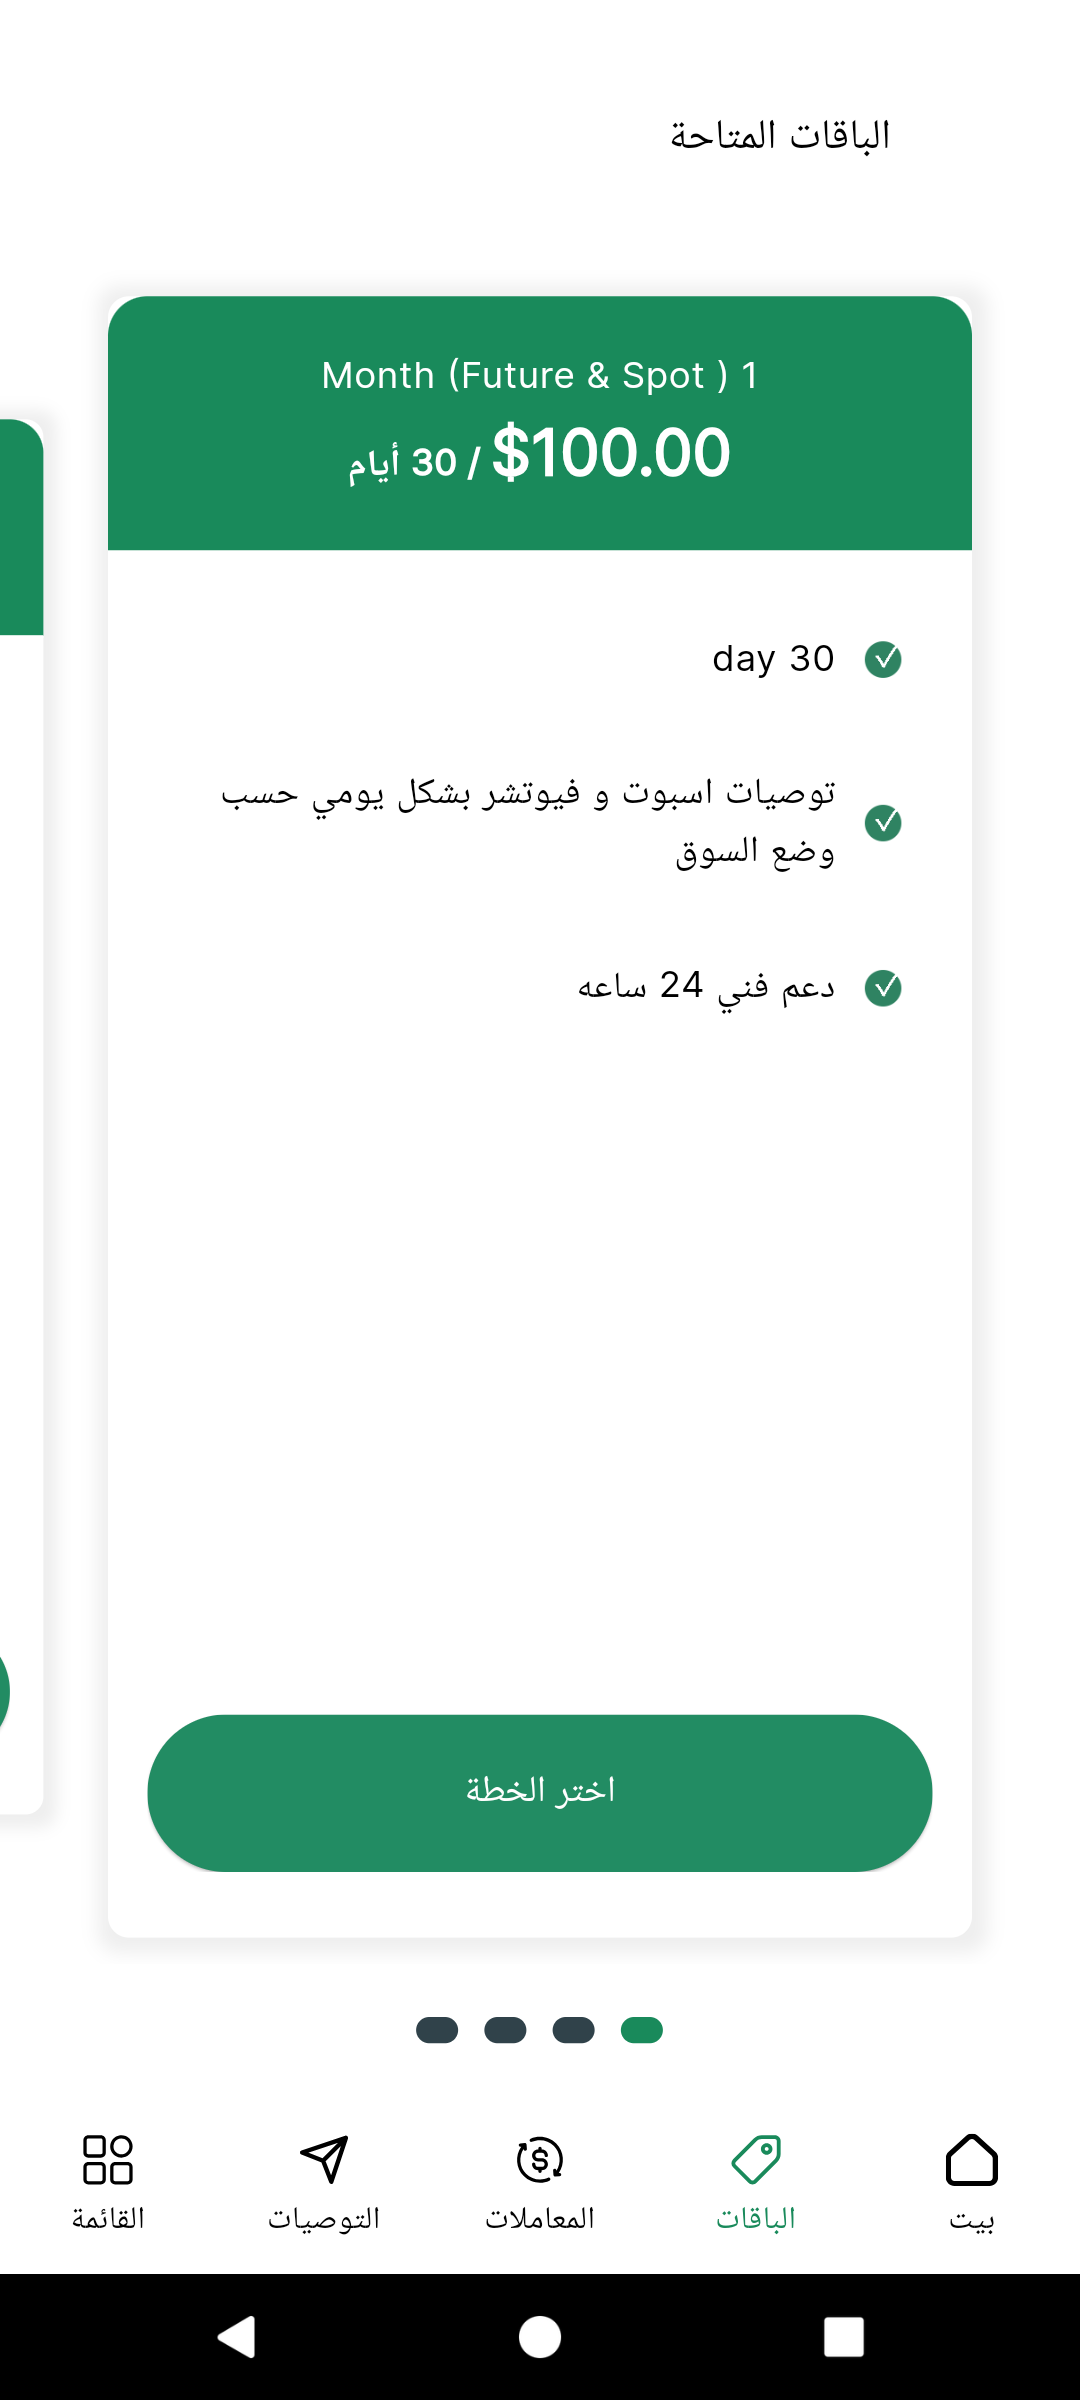 الباقات المتاحة
1 Month (Future & Spot )
$100.00 / 30 أيام
30 day
توصيات اسبوت و فيوتشر بشكل يومي حسب
وضع السوق
دعم فني 24 ساعه
اختر الخطة
بيت
الباقات
المعاملات
التوصيات
القائمة